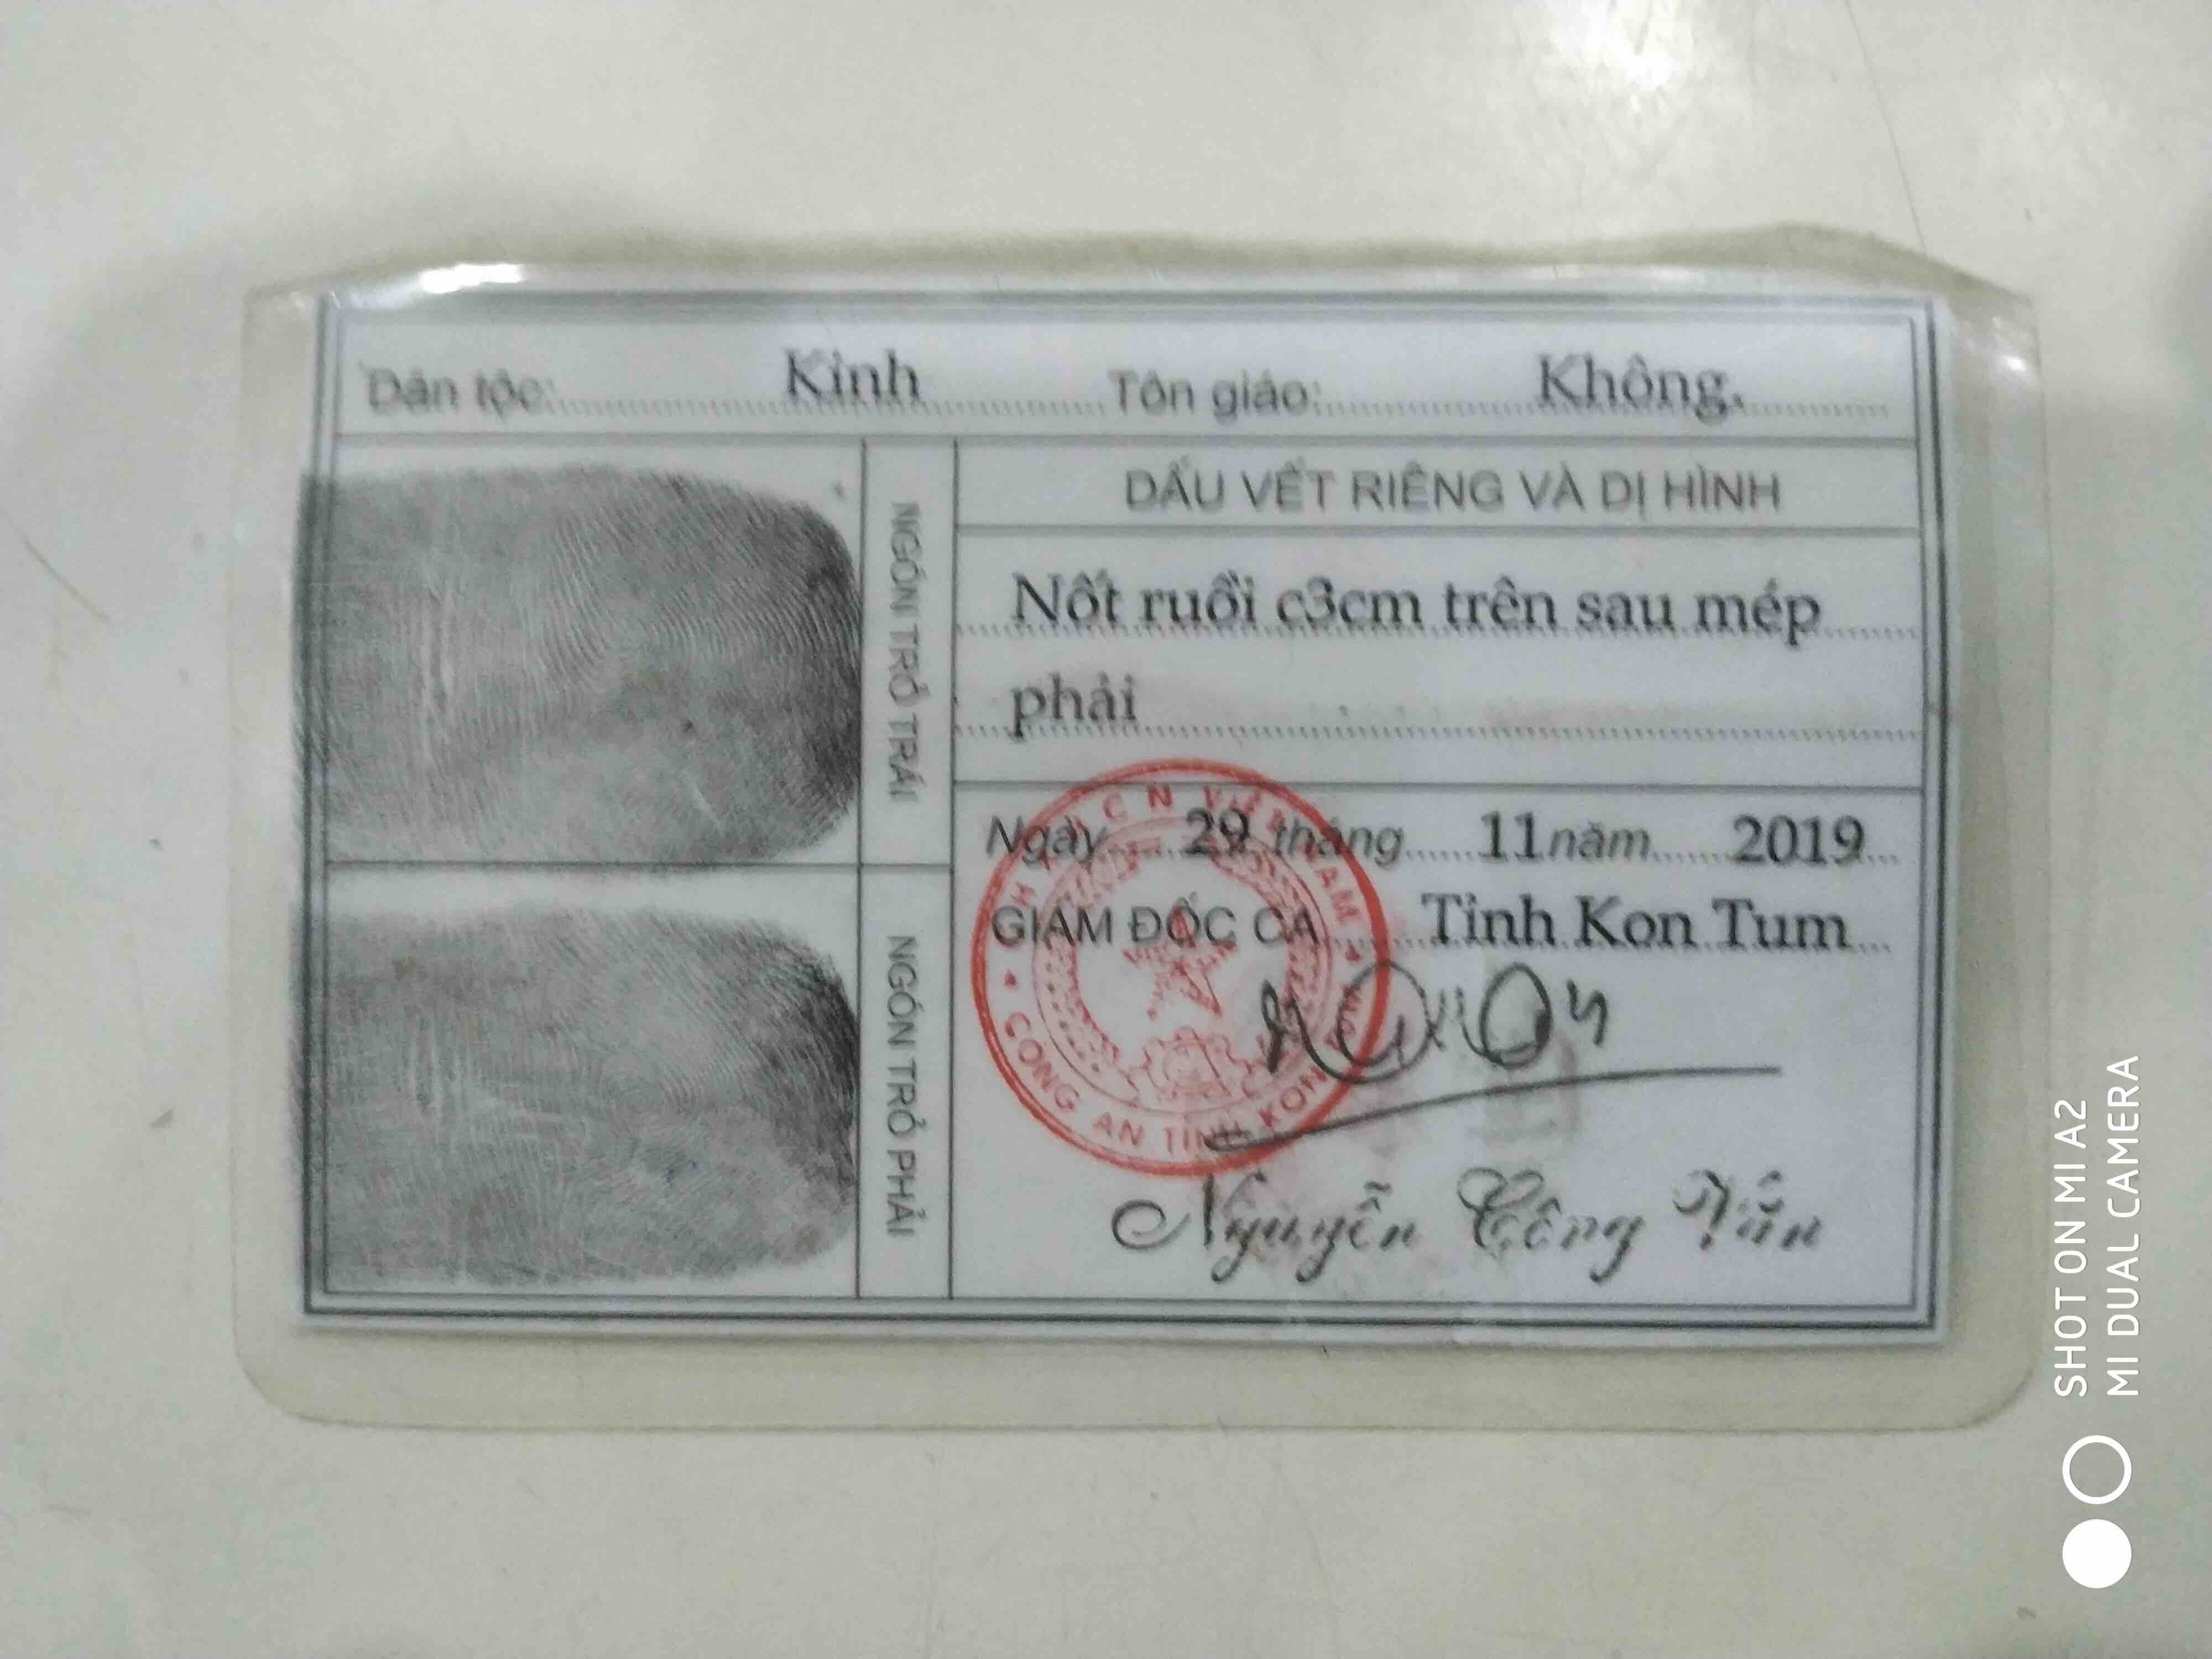 Dân tộc: Kinh Tôn giáo: Không.
NGÓN TRỎ TRÁI
DẤU VẾT RIÊNG VÀ DỊ HÌNH
Nốt ruồi c3cm trên sau mép
phải
Ngày 29 tháng 11 năm 2019
GIÁM ĐỐC CA Tỉnh Kon Tum
CÔNG AN TỈNH KON
NGÓN TRỎ PHẢI
Nguyễn Công Văn
SHOT ON MI A2
MI DUAL CAMERA